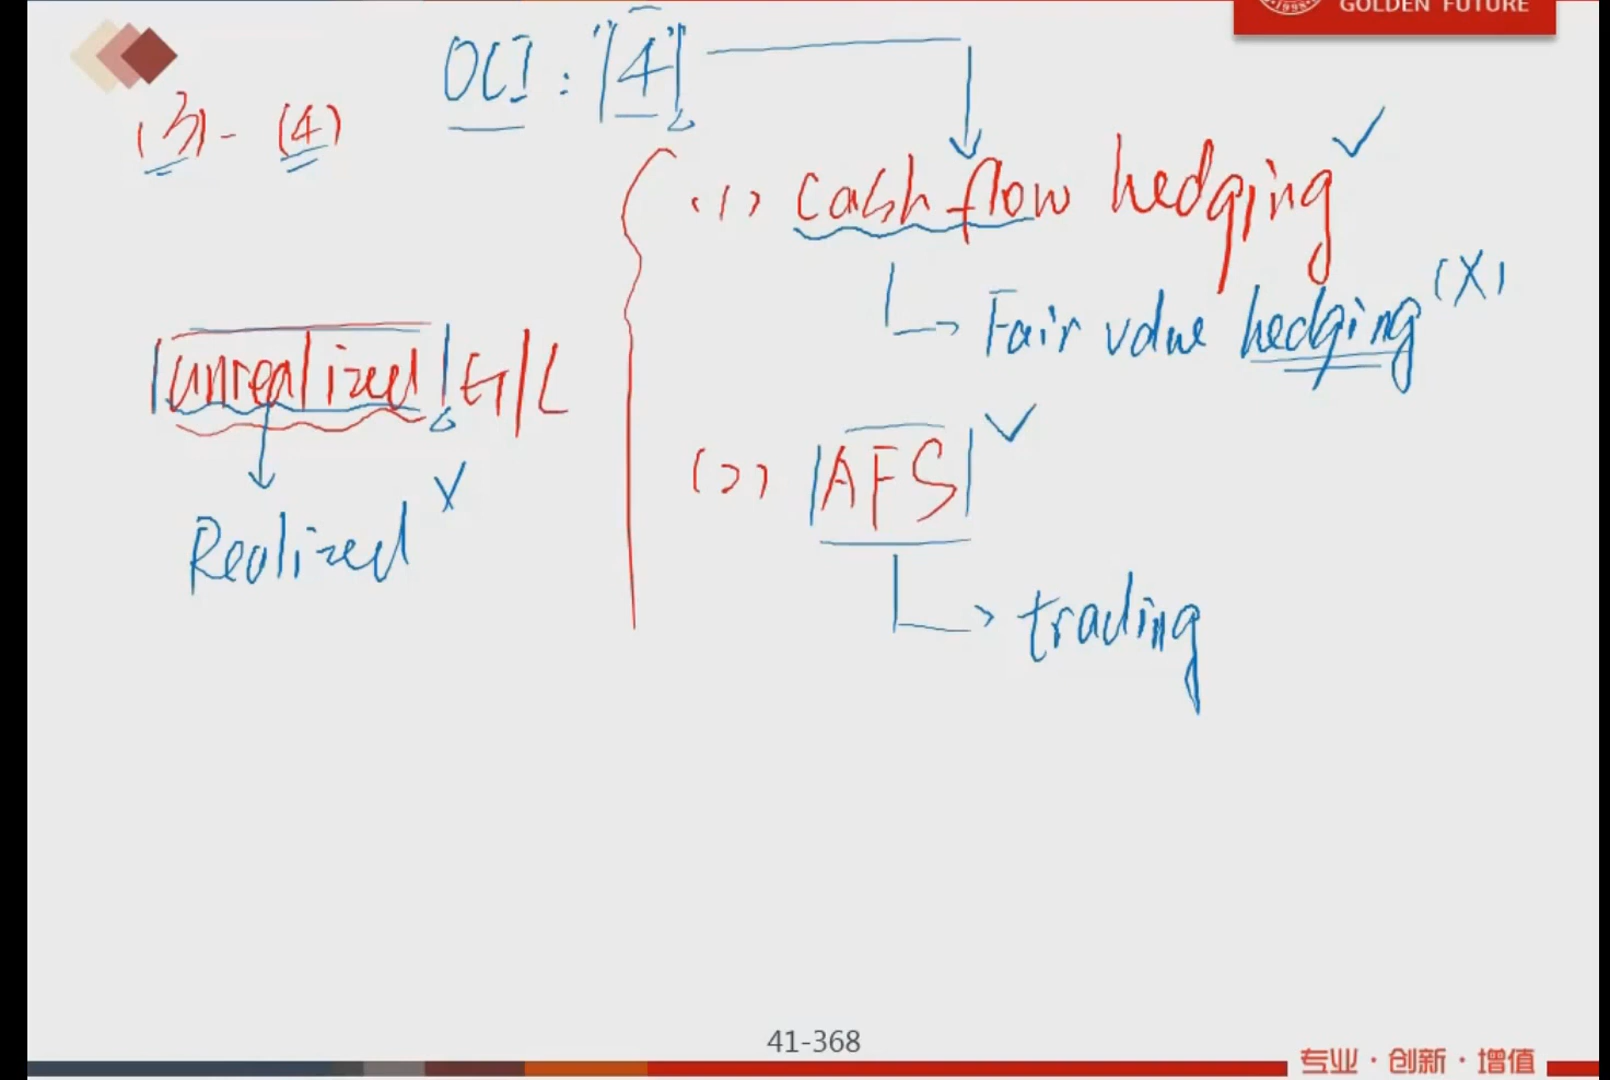 GOLDEN FUTURE
1998
OCI : "4"
(3) - (4)
(1) cash flow hedging ✓
Fair value hedging (X)
unrealized G/L
(2) AFS ✓
Realized X
trading
41-368
专业·创新·增值